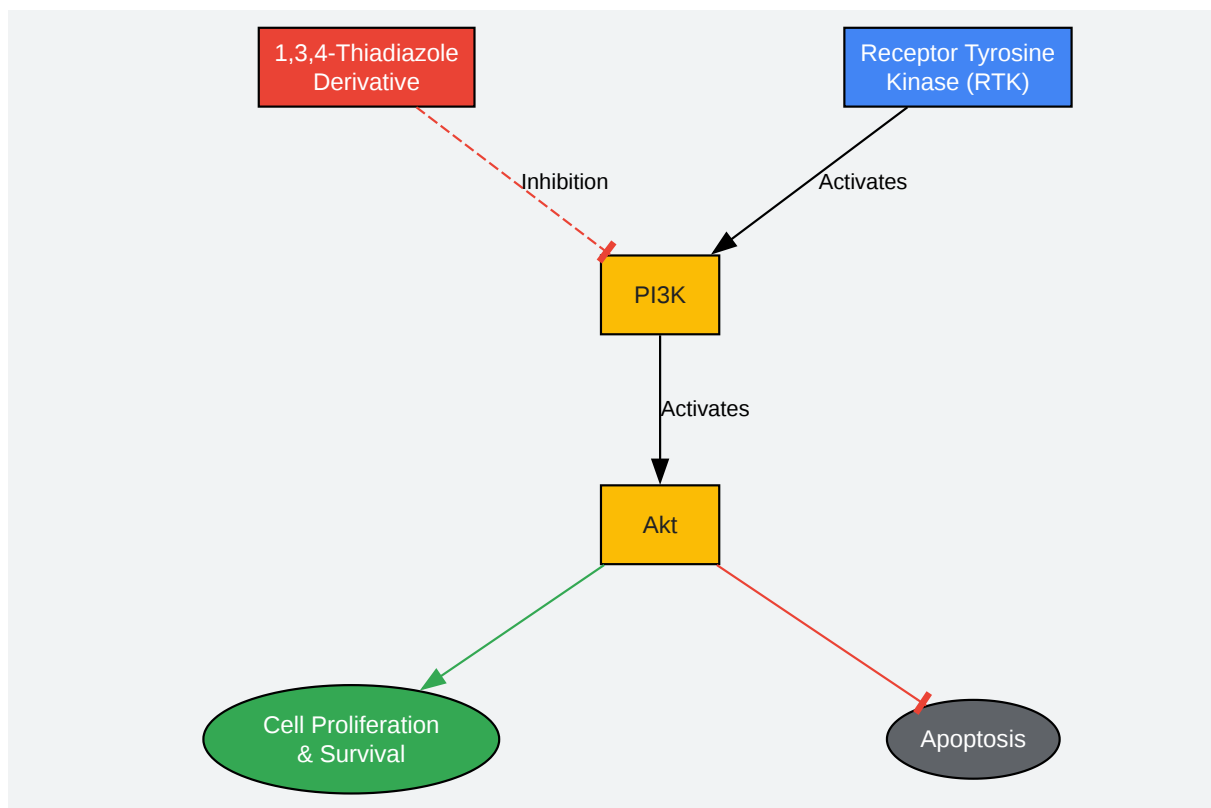 1,3,4-Thiadiazole
Derivative
Receptor Tyrosine
Kinase (RTK)
Inhibition
Activates
PI3K
Activates
Akt
Cell Proliferation
& Survival
Apoptosis